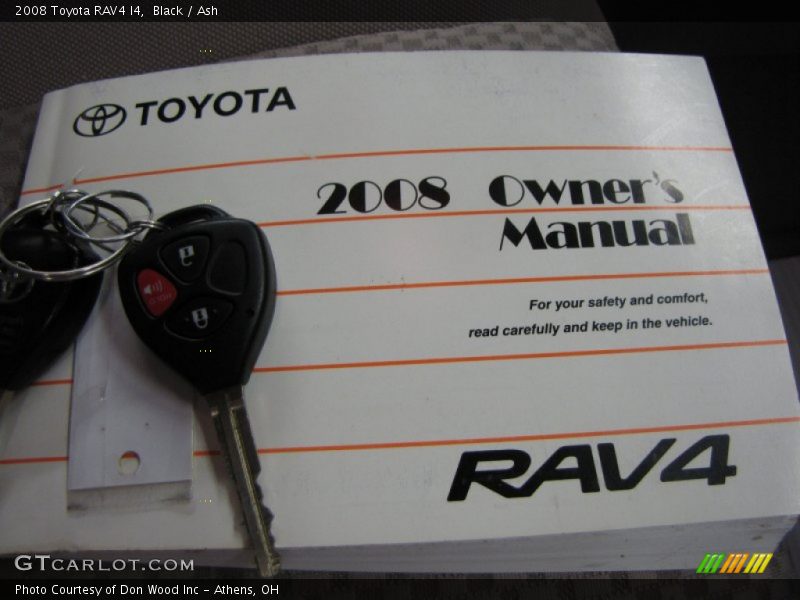 2008 Toyota RAV4 I4,  Black / Ash
TOYOTA
2008 Owner's
Manual
For your safety and comfort,
read carefully and keep in the vehicle.
RAV4
GTCARLOT.COM
Photo Courtesy of Don Wood Inc - Athens, OH